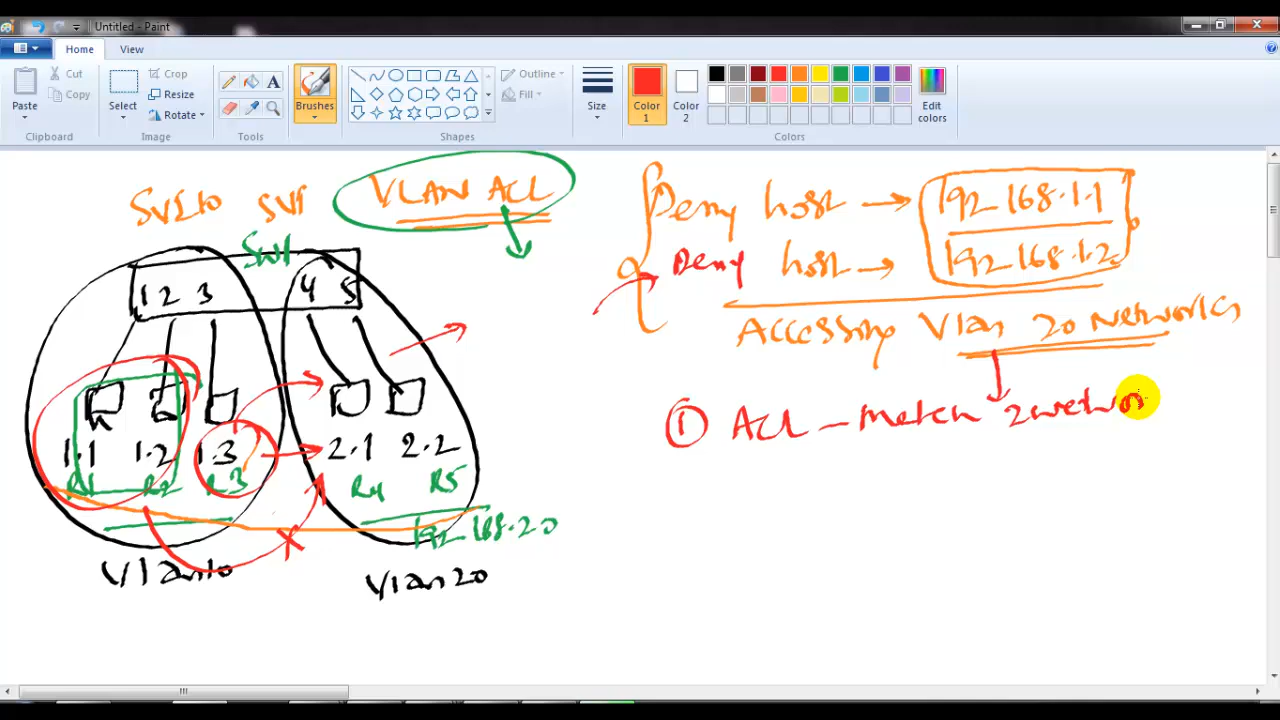 Untitled - Paint
Home View
Paste
Cut
Copy
Select
Crop
Resize
Rotate
Brushes
Outline
Fill
Size
Color 1
Color 2
Edit colors
Clipboard Image Tools Shapes Colors
SVI10 SVI VLAN ACL
SW1
1 2 3 4 5
1.1 1.2 1.3 2.1 2.2
R1 R2 R3 R4 R5
192.168.2.0
Vlan10 Vlan20
Deny host → 192.168.1.1
Deny host → 192.168.1.2
Accessing Vlan 20 Networks
① ACL - Match 2 networ